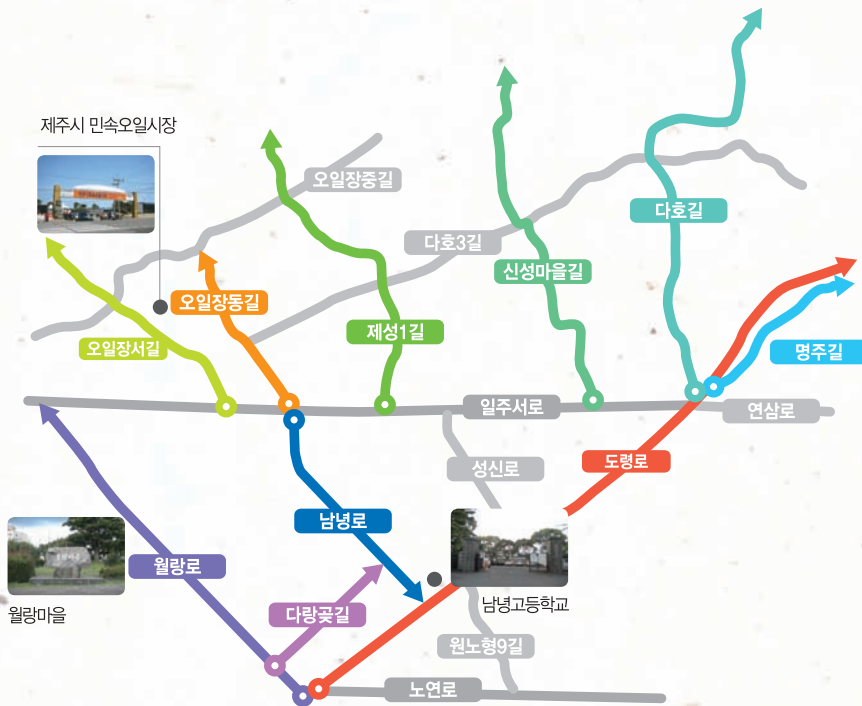 제주시 민속오일시장
오일장중길
다호길
다호3길
신성마을길
오일장동길
제성1길
오일장서길
명주길
일주서로
연삼로
성신로
도령로
남녕로
월랑로
다랑곶길
남녕고등학교
월랑마을
원노형9길
노연로